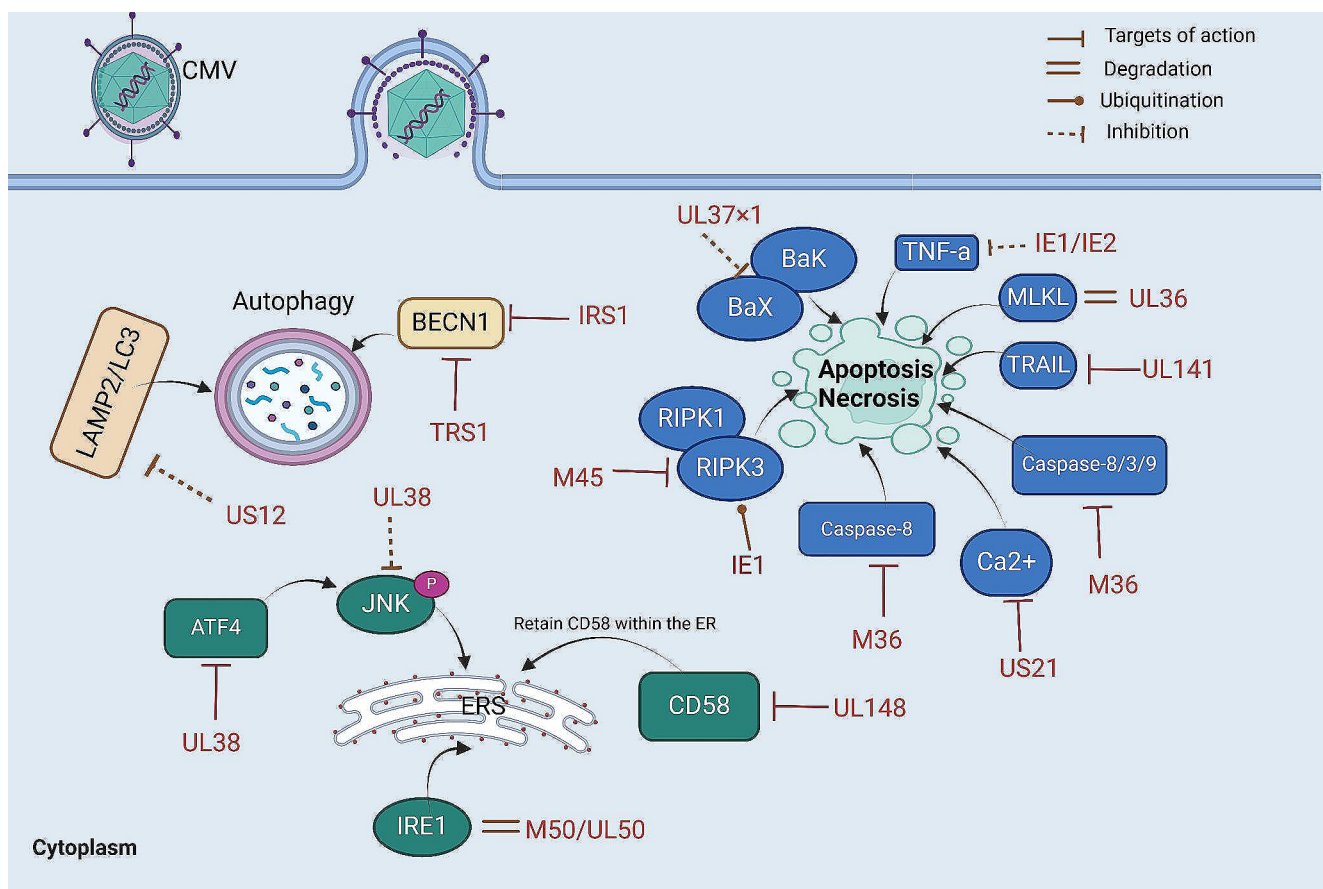 CMV
Targets of action
Degradation
Ubiquitination
Inhibition
UL37×1
BaK
BaX
TNF-a
IE1/IE2
MLKL
UL36
TRAIL
UL141
Apoptosis
Necrosis
Autophagy
BECN1
IRS1
TRS1
LAMP2/LC3
US12
RIPK1
RIPK3
M45
IE1
Caspase-8/3/9
M36
Caspase-8
M36
Ca2+
US21
UL38
JNK
P
ATF4
UL38
Retain CD58 within the ER
ERS
CD58
UL148
IRE1
M50/UL50
Cytoplasm